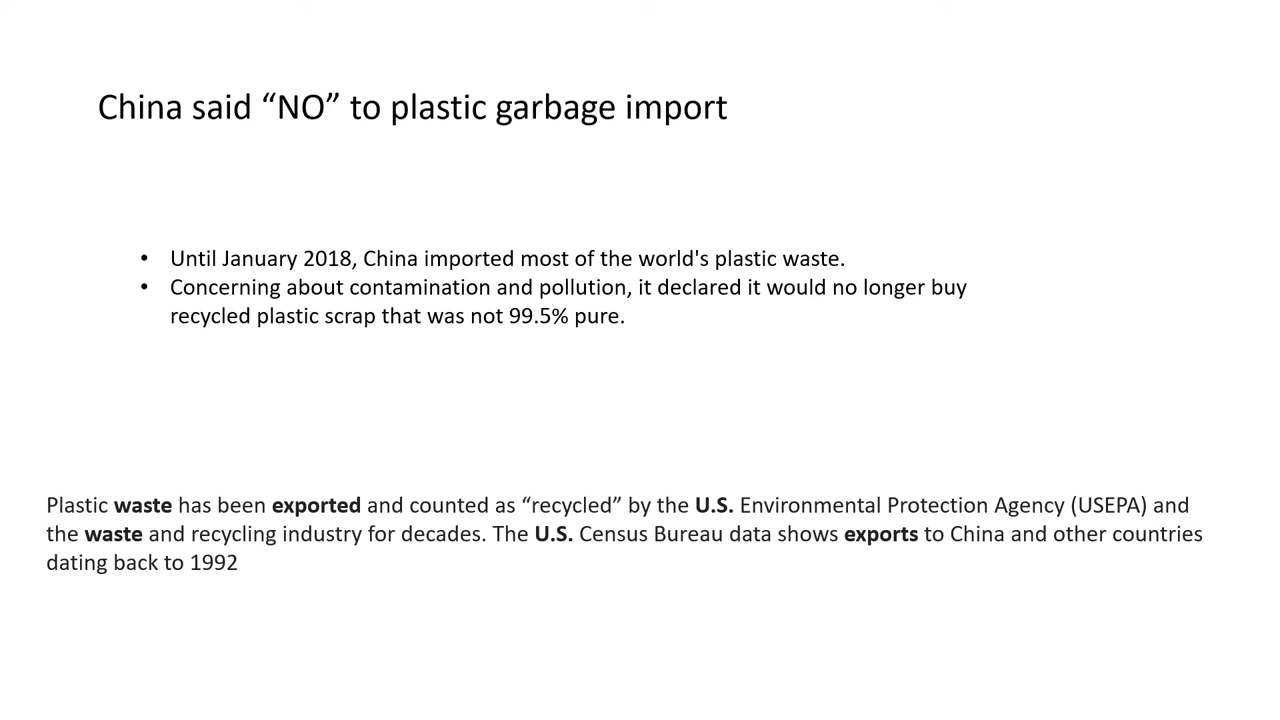 China said “NO” to plastic garbage import
• Until January 2018, China imported most of the world's plastic waste.
• Concerning about contamination and pollution, it declared it would no longer buy
recycled plastic scrap that was not 99.5% pure.
Plastic waste has been exported and counted as “recycled” by the U.S. Environmental Protection Agency (USEPA) and
the waste and recycling industry for decades. The U.S. Census Bureau data shows exports to China and other countries
dating back to 1992